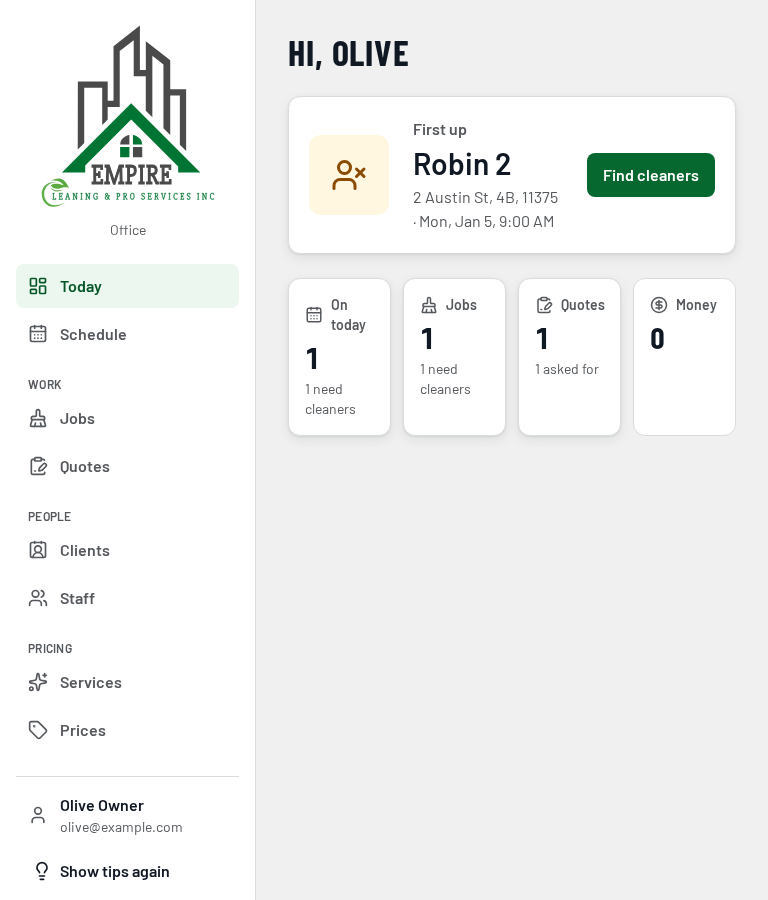 EMPIRE
LEANING & PRO SERVICES INC
Office
Today
Schedule
WORK
Jobs
Quotes
PEOPLE
Clients
Staff
PRICING
Services
Prices
Olive Owner
olive@example.com
Show tips again
HI, OLIVE
First up
Robin 2
2 Austin St, 4B, 11375
· Mon, Jan 5, 9:00 AM
Find cleaners
On
today
1
1 need
cleaners
Jobs
1
1 need
cleaners
Quotes
1
1 asked for
Money
0